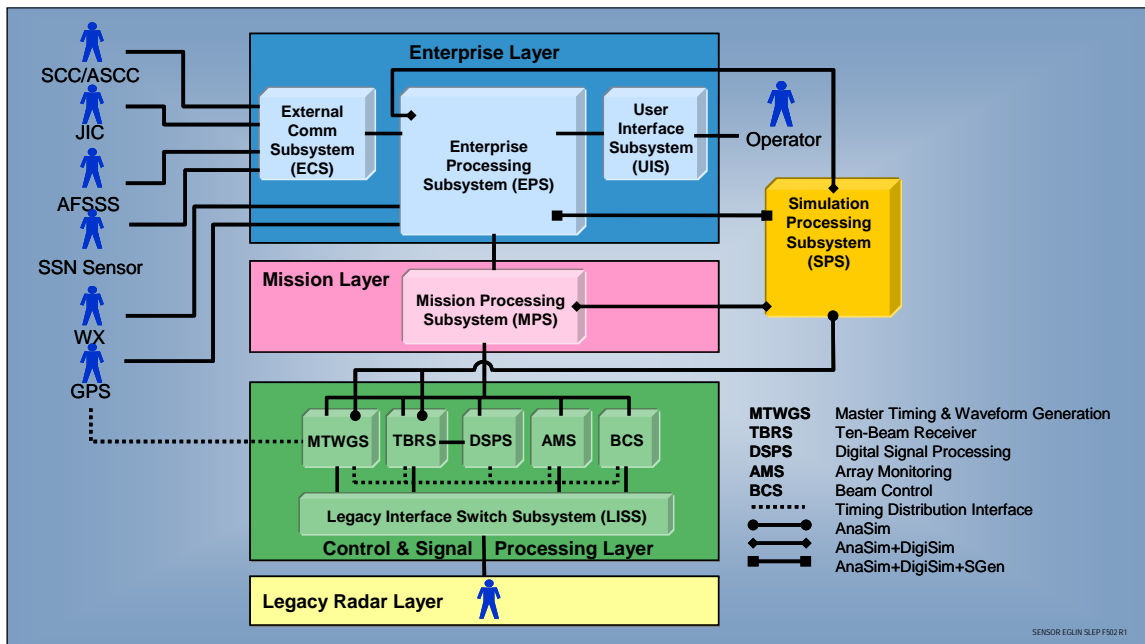 Enterprise Layer
SCC/ASCC
JIC
AFSSS
SSN Sensor
WX
GPS
External
Comm
Subsystem
(ECS)
Enterprise
Processing
Subsystem (EPS)
User
Interface
Subsystem
(UIS)
Operator
Simulation
Processing
Subsystem
(SPS)
Mission Layer
Mission Processing
Subsystem (MPS)
MTWGS
TBRS
DSPS
AMS
BCS
Legacy Interface Switch Subsystem (LISS)
Control & Signal Processing Layer
Legacy Radar Layer
MTWGS Master Timing & Waveform Generation
TBRS Ten-Beam Receiver
DSPS Digital Signal Processing
AMS Array Monitoring
BCS Beam Control
Timing Distribution Interface
AnaSim
AnaSim+DigiSim
AnaSim+DigiSim+SGen
SENSOR EGLIN SLEP F502 R1